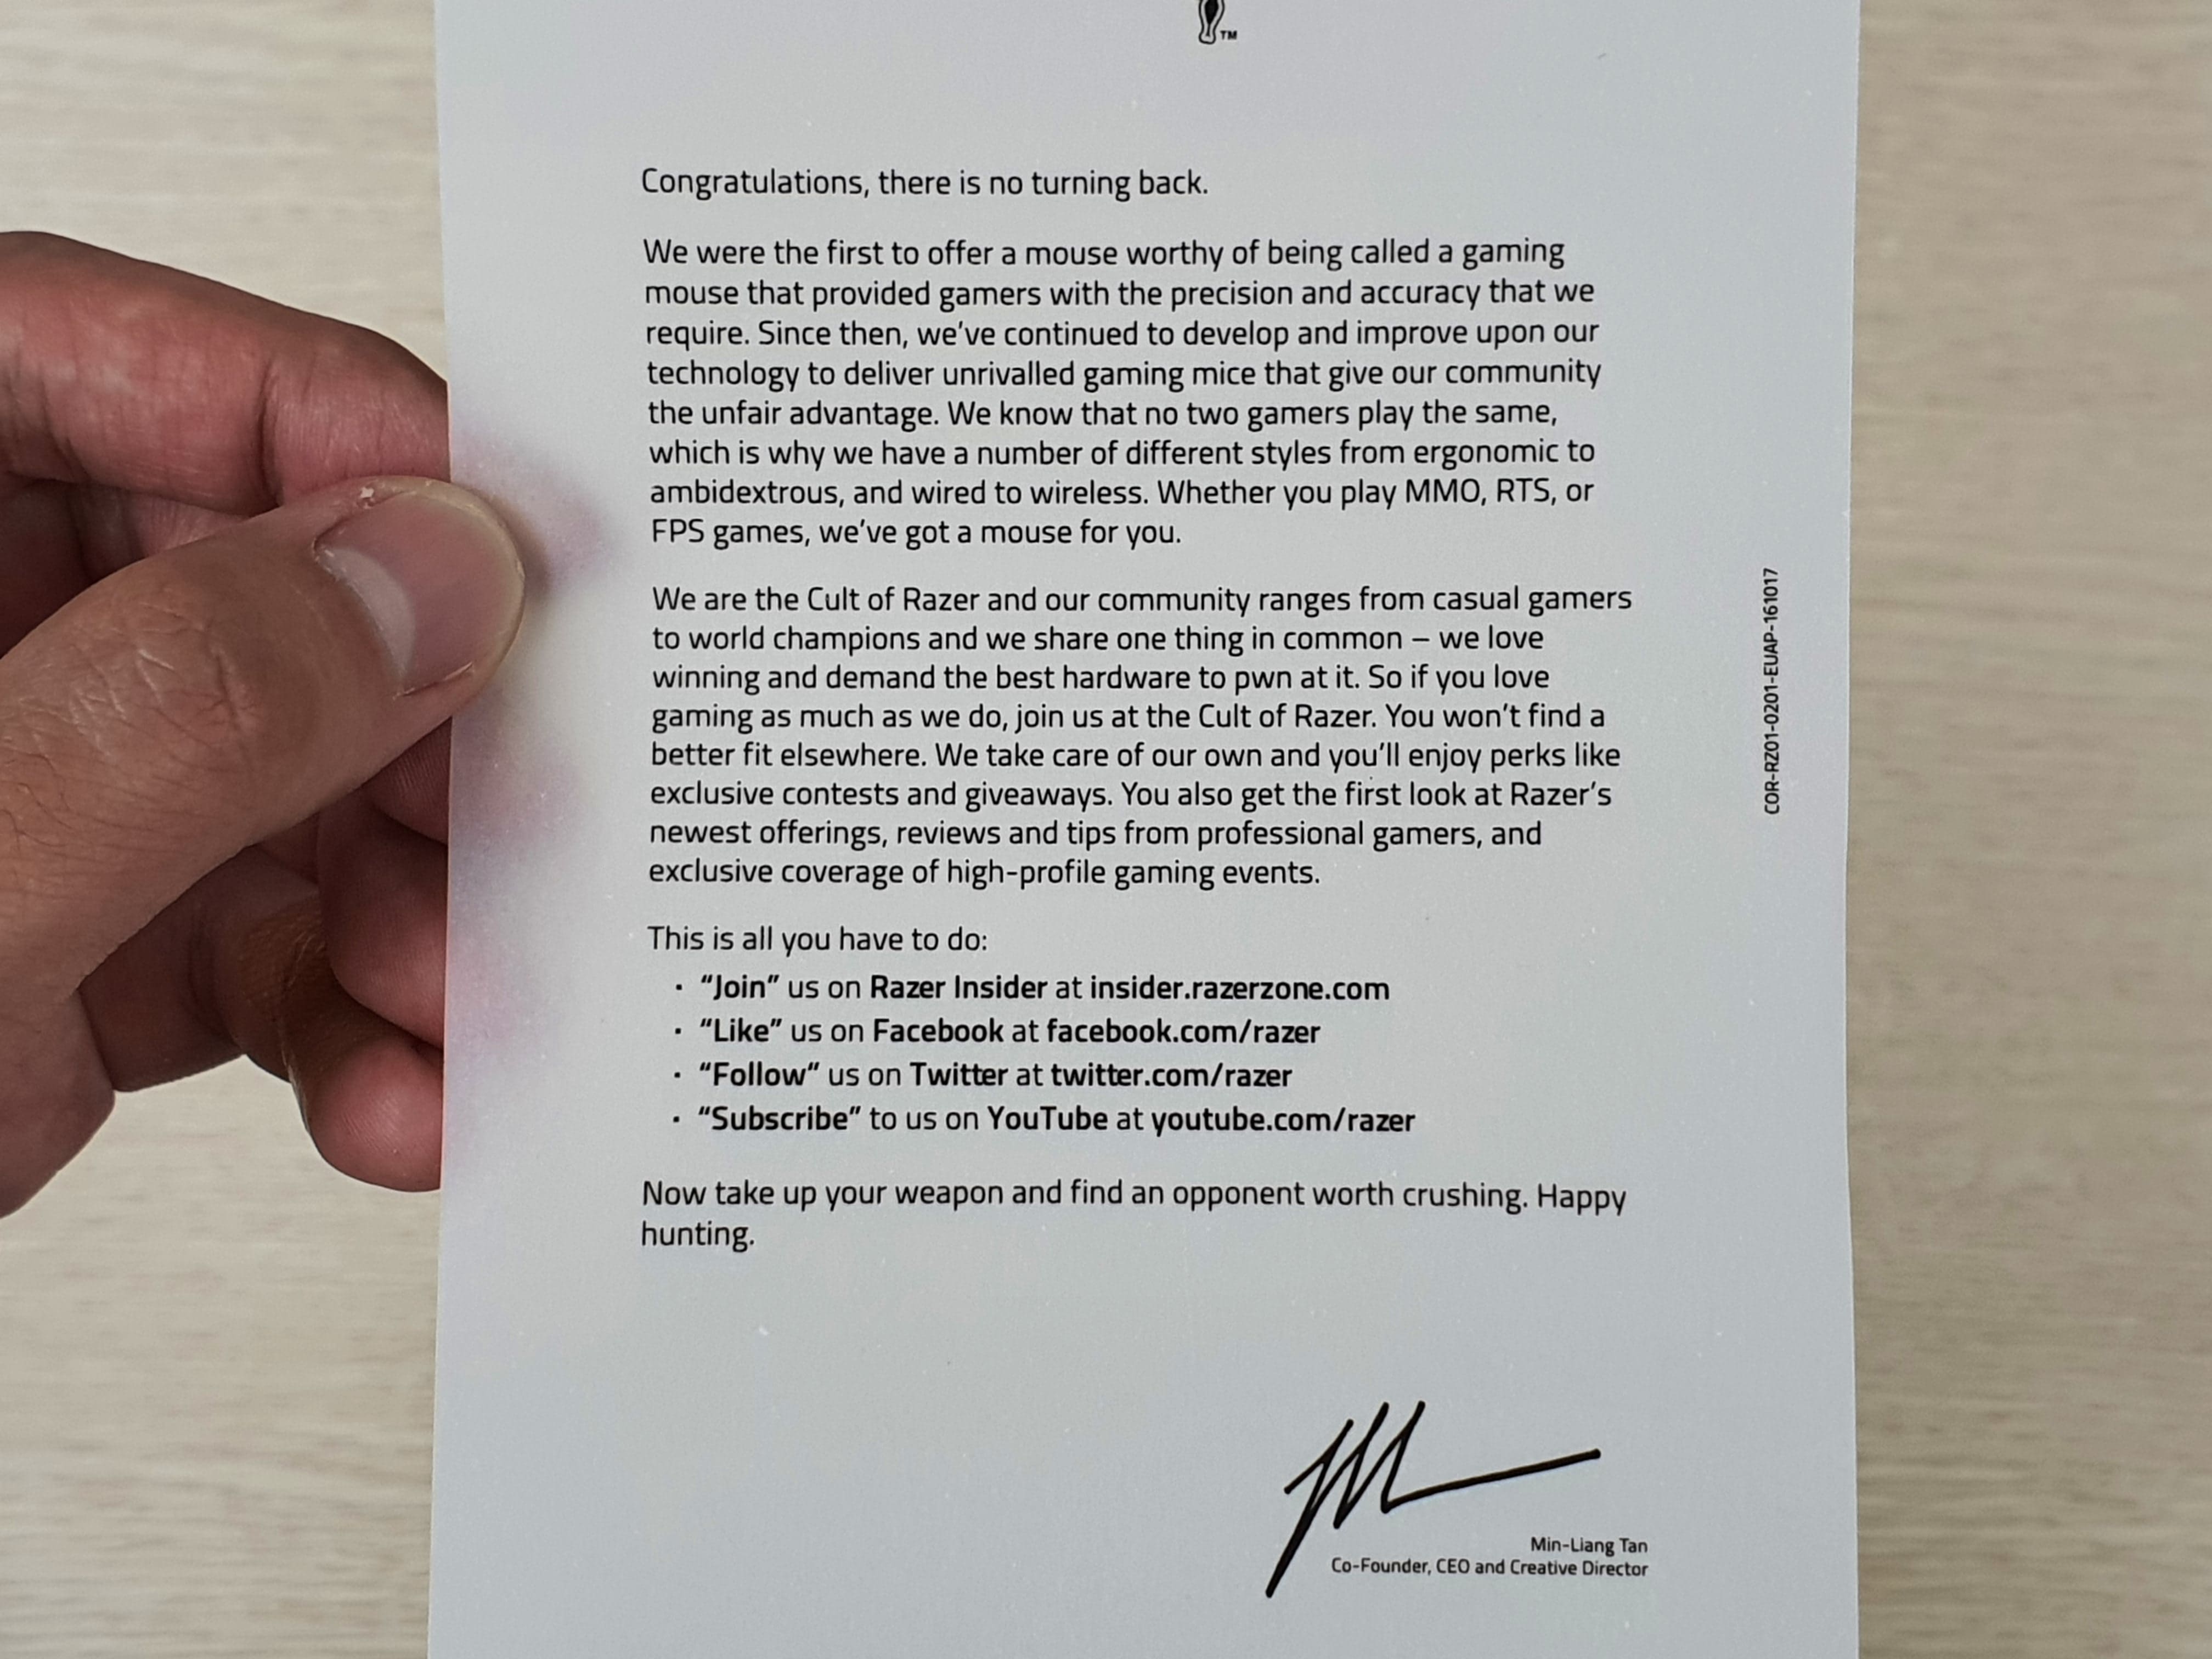 TM
Congratulations, there is no turning back.
We were the first to offer a mouse worthy of being called a gaming
mouse that provided gamers with the precision and accuracy that we
require. Since then, we've continued to develop and improve upon our
technology to deliver unrivalled gaming mice that give our community
the unfair advantage. We know that no two gamers play the same,
which is why we have a number of different styles from ergonomic to
ambidextrous, and wired to wireless. Whether you play MMO, RTS, or
FPS games, we've got a mouse for you.
We are the Cult of Razer and our community ranges from casual gamers
to world champions and we share one thing in common – we love
winning and demand the best hardware to pwn at it. So if you love
gaming as much as we do, join us at the Cult of Razer. You won't find a
better fit elsewhere. We take care of our own and you'll enjoy perks like
exclusive contests and giveaways. You also get the first look at Razer's
newest offerings, reviews and tips from professional gamers, and
exclusive coverage of high-profile gaming events.
This is all you have to do:
· “Join” us on Razer Insider at insider.razerzone.com
· “Like” us on Facebook at facebook.com/razer
· “Follow” us on Twitter at twitter.com/razer
· “Subscribe” to us on YouTube at youtube.com/razer
Now take up your weapon and find an opponent worth crushing. Happy
hunting.
Min-Liang Tan
Co-Founder, CEO and Creative Director
COR-RZ01-0201-EUAP-161017